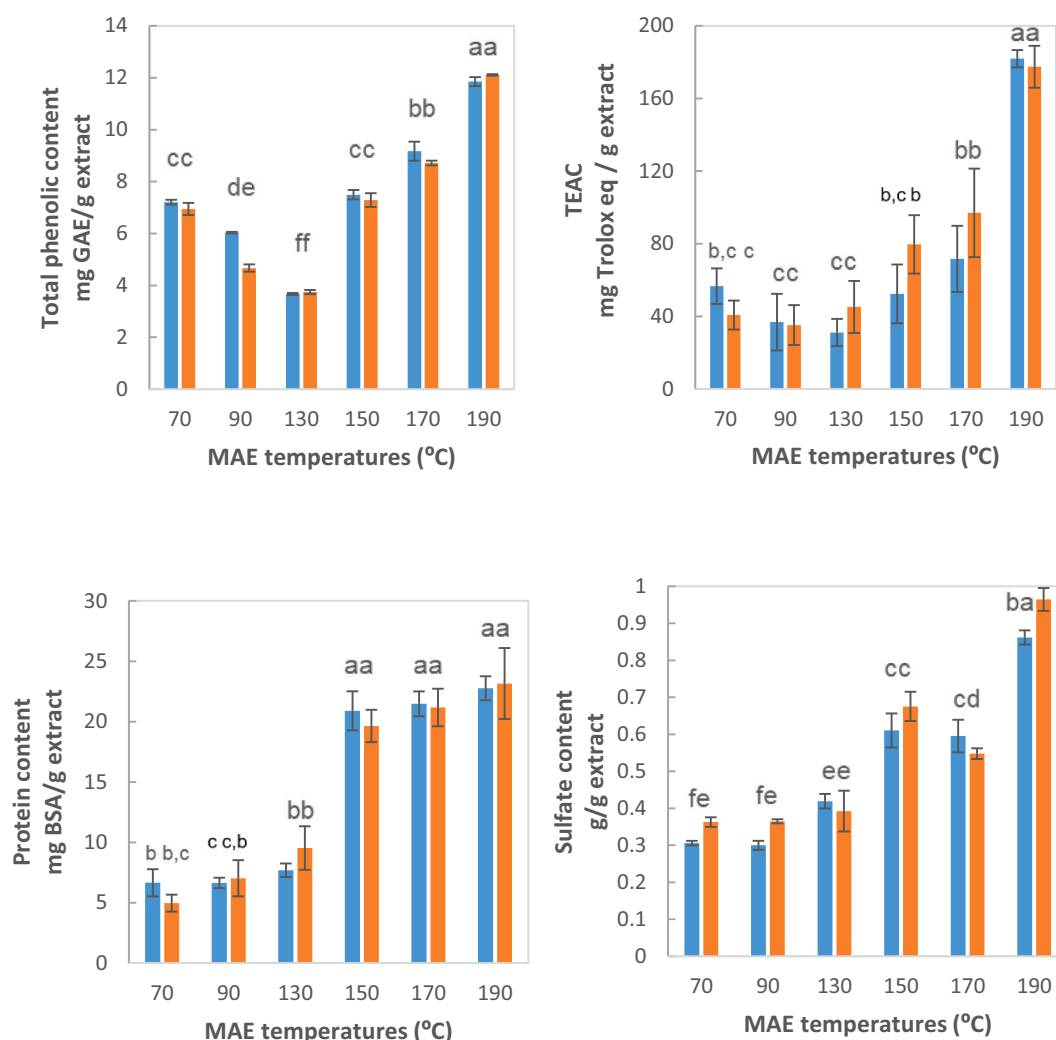 Total phenolic content
mg GAE/g extract
14
12
10
8
6
4
2
0
cc
de
ff
cc
bb
aa
70 90 130 150 170 190
MAE temperatures (⁰C)
TEAC
mg Trolox eq / g extract
200
160
120
80
40
0
b,c c
cc
cc
b,c b
bb
aa
70 90 130 150 170 190
MAE temperatures (⁰C)
Protein content
mg BSA/g extract
30
25
20
15
10
5
0
b b,c
c c,b
bb
aa
aa
aa
70 90 130 150 170 190
MAE temperatures (⁰C)
Sulfate content
g/g extract
1
0.9
0.8
0.7
0.6
0.5
0.4
0.3
0.2
0.1
0
fe
fe
ee
cc
cd
ba
70 90 130 150 170 190
MAE temperatures (⁰C)